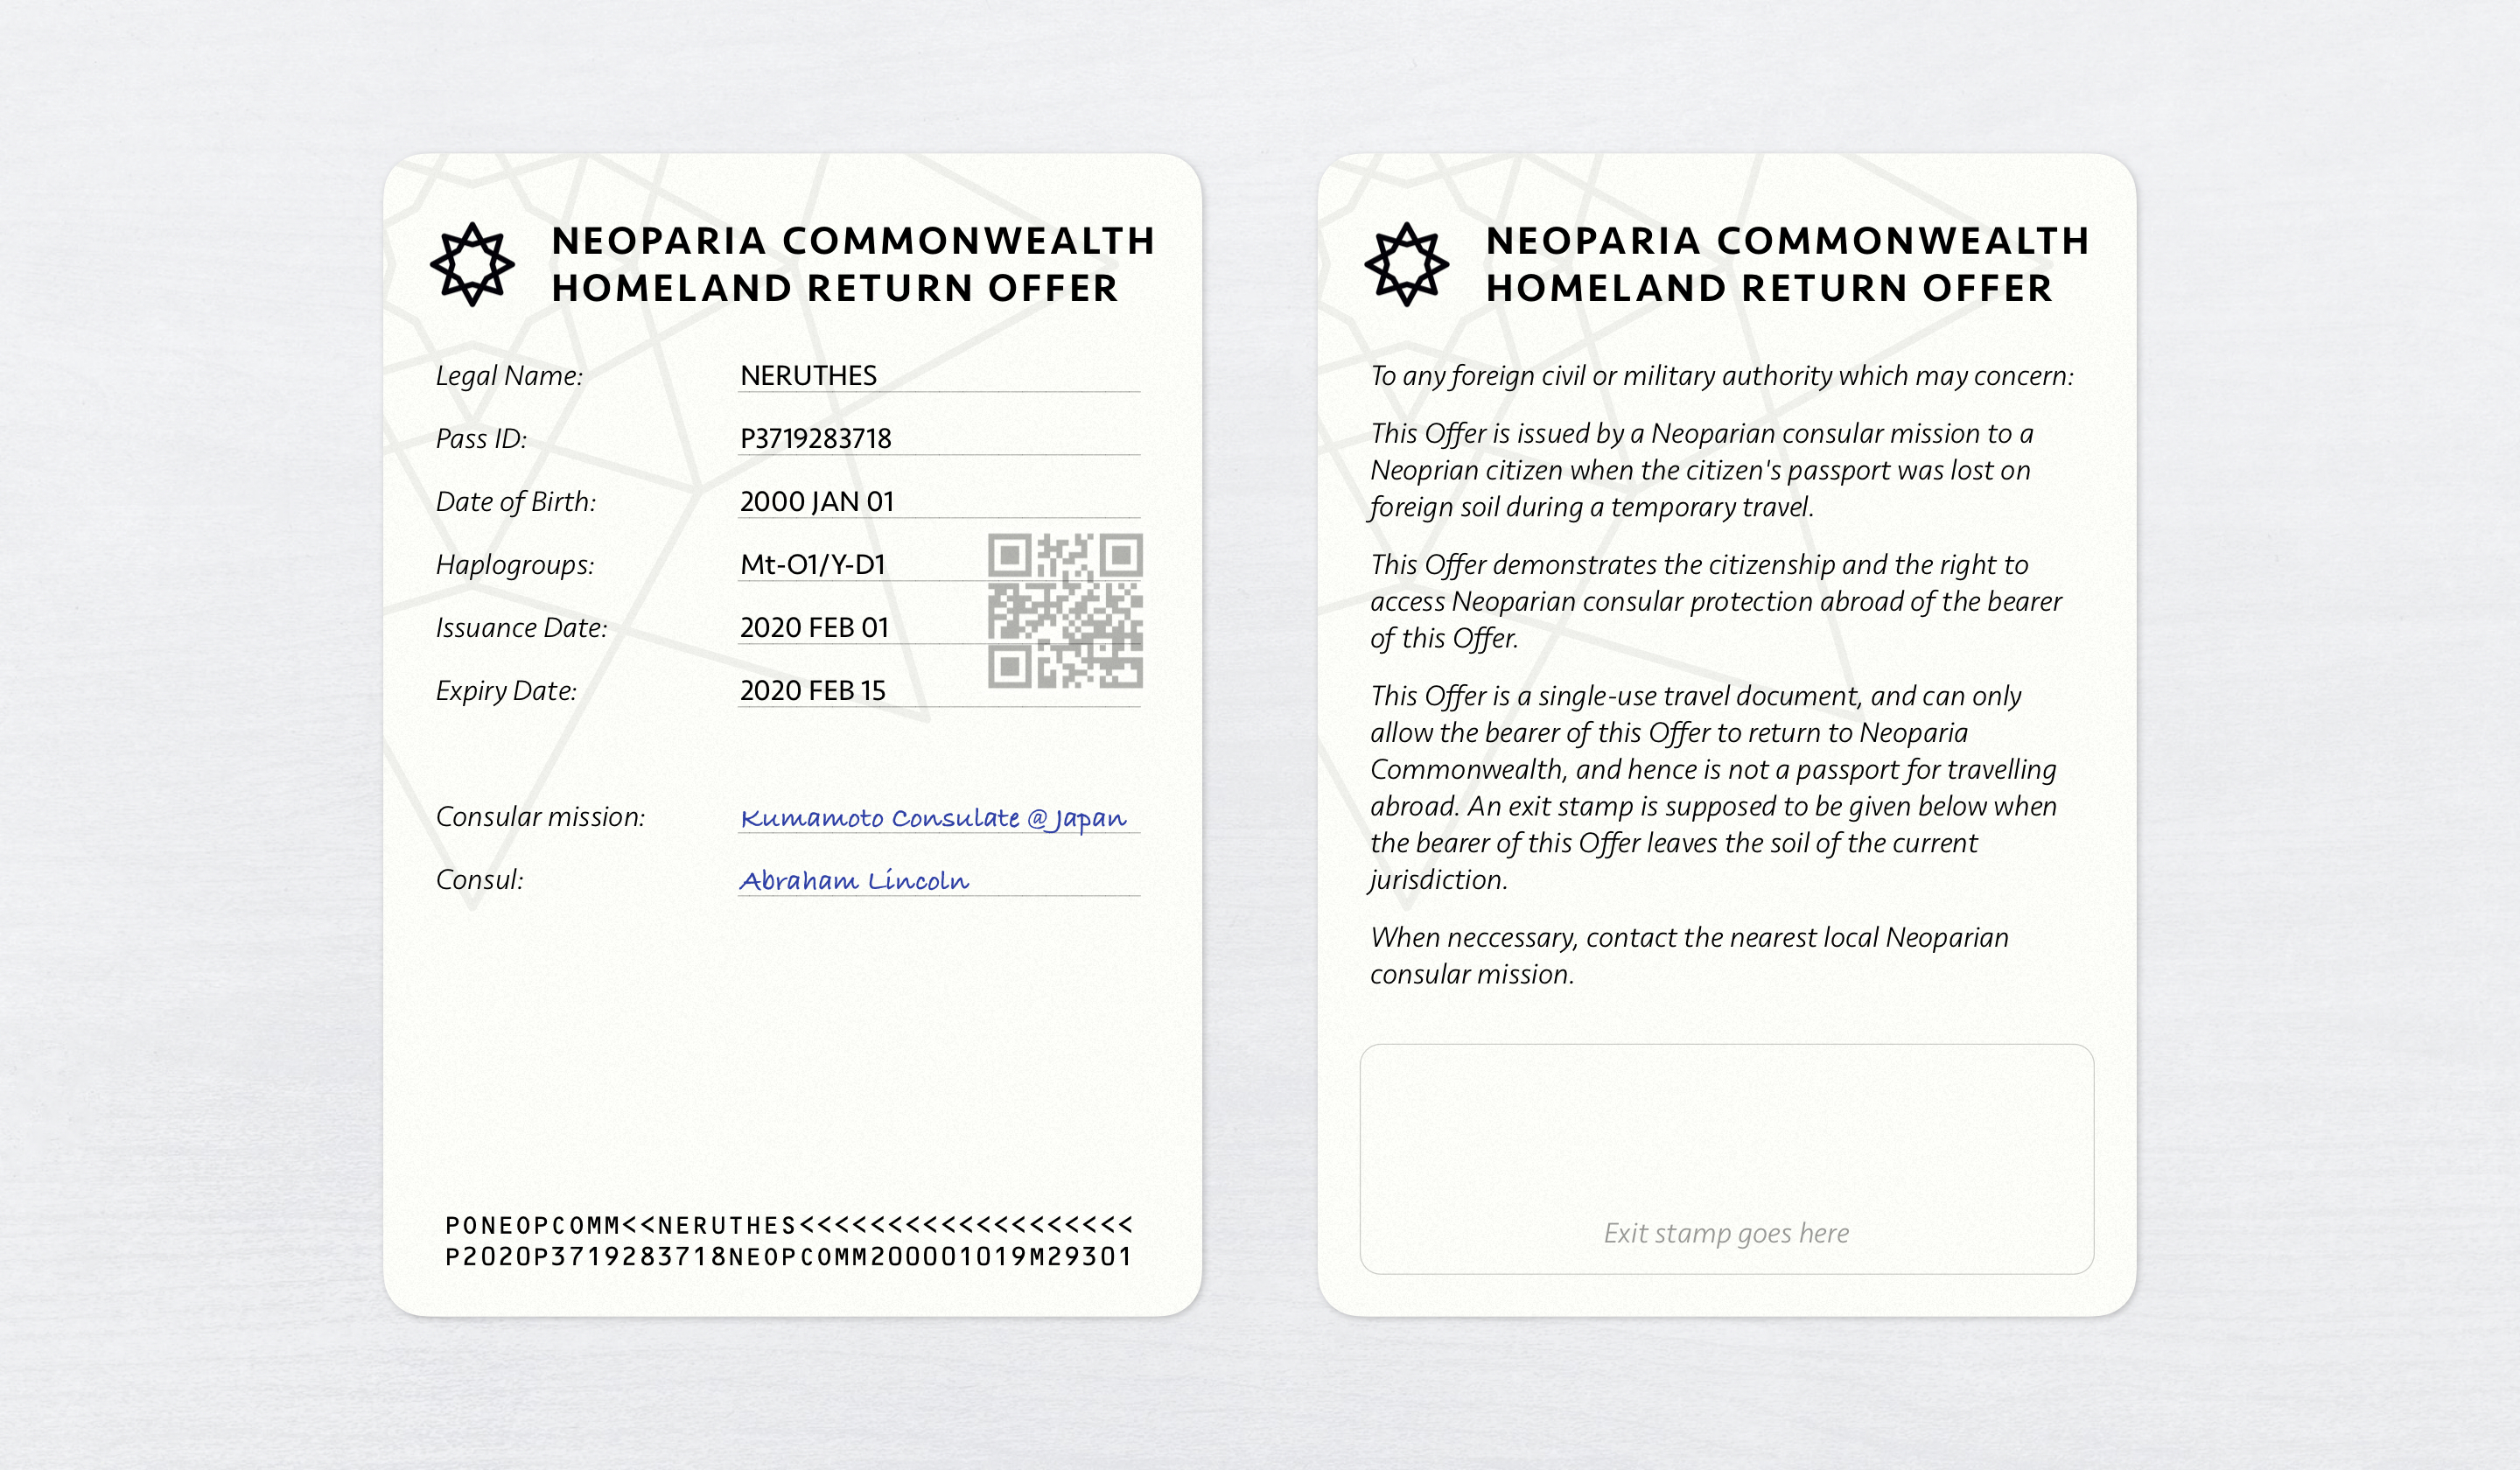 NEOPARIA COMMONWEALTH
HOMELAND RETURN OFFER
Legal Name: NERUTHES
Pass ID: P3719283718
Date of Birth: 2000 JAN 01
Haplogroups: Mt-O1/Y-D1
Issuance Date: 2020 FEB 01
Expiry Date: 2020 FEB 15
Consular mission: Kumamoto Consulate @ Japan
Consul: Abraham Lincoln
PONEOPCOMM<<NERUTHES<<<<<<<<<<<<<<<<<<<
P2020P3719283718NEOPCOMM200001019M29301
NEOPARIA COMMONWEALTH
HOMELAND RETURN OFFER
To any foreign civil or military authority which may concern:
This Offer is issued by a Neoparian consular mission to a
Neoprian citizen when the citizen's passport was lost on
foreign soil during a temporary travel.
This Offer demonstrates the citizenship and the right to
access Neoparian consular protection abroad of the bearer
of this Offer.
This Offer is a single-use travel document, and can only
allow the bearer of this Offer to return to Neoparia
Commonwealth, and hence is not a passport for travelling
abroad. An exit stamp is supposed to be given below when
the bearer of this Offer leaves the soil of the current
jurisdiction.
When neccessary, contact the nearest local Neoparian
consular mission.
Exit stamp goes here